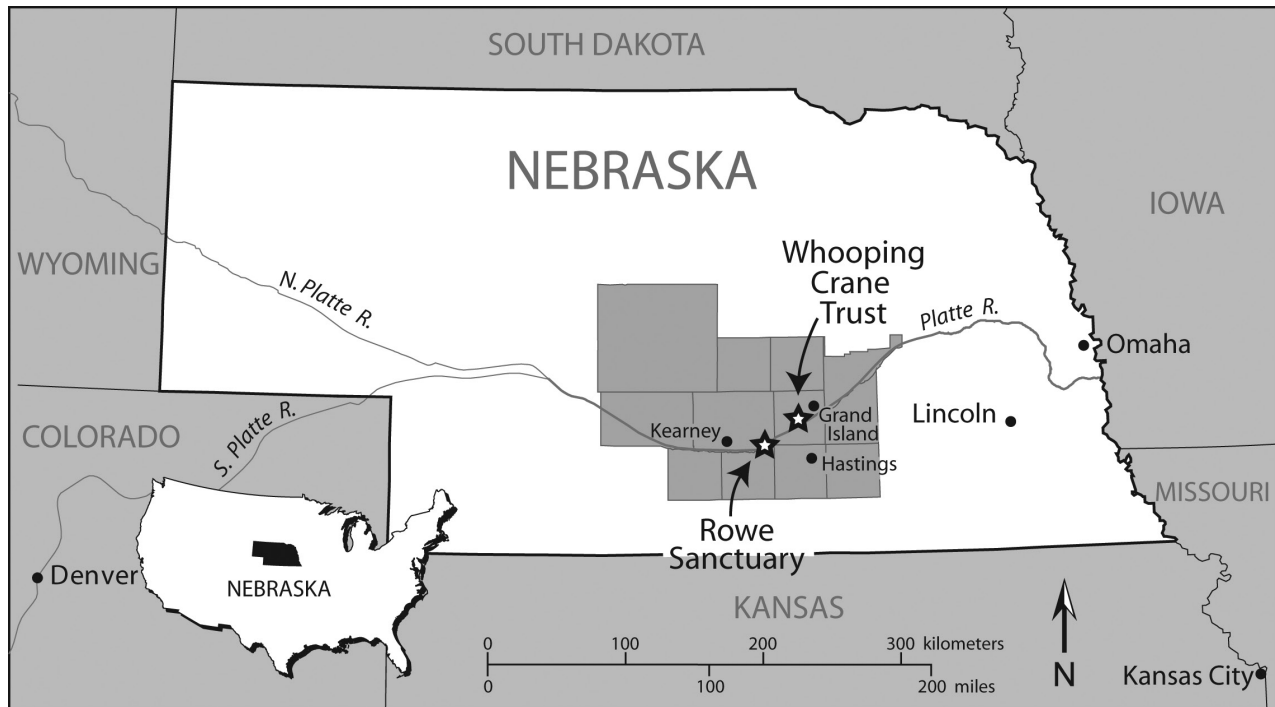 SOUTH DAKOTA
NEBRASKA
IOWA
WYOMING
Whooping
Crane
Trust
N. Platte R.
Platte R.
Omaha
COLORADO
S. Platte R.
Kearney
Grand
Island
Lincoln
Hastings
MISSOURI
Rowe
Sanctuary
Denver
NEBRASKA
KANSAS
0 100 200 300 kilometers
0 100 200 miles
N
Kansas City